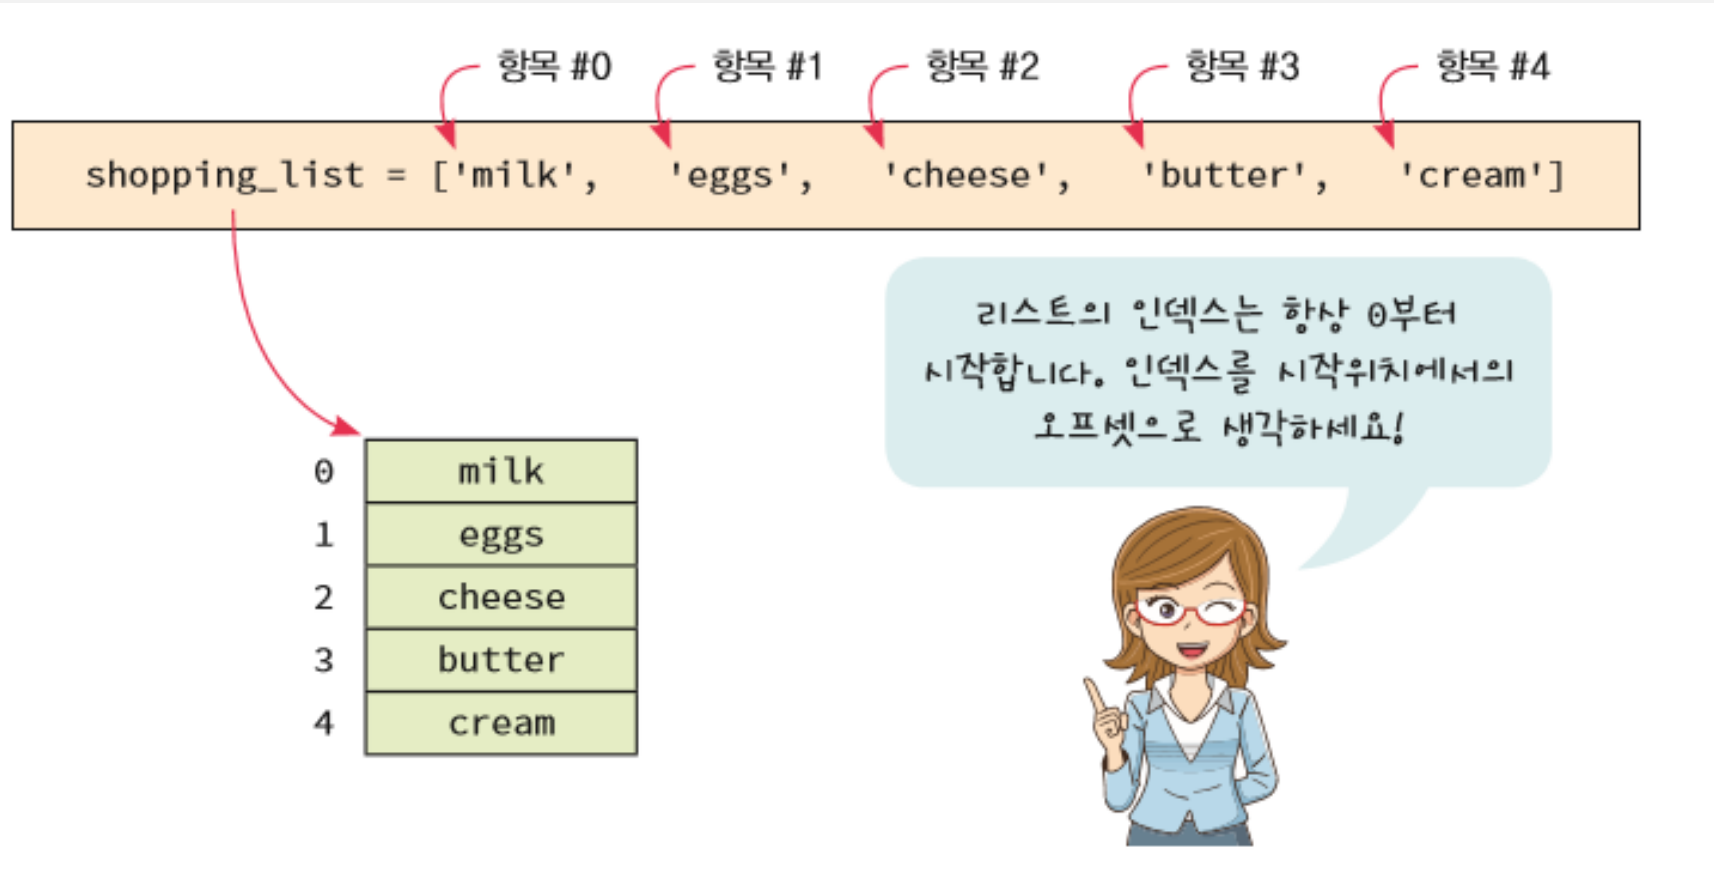 항목 #0 항목 #1 항목 #2 항목 #3 항목 #4
shopping_list = ['milk', 'eggs', 'cheese', 'butter', 'cream']
리스트의 인덱스는 항상 0부터
시작합니다. 인덱스를 시작위치에서의
오프셋으로 생각하세요!
0 milk
1 eggs
2 cheese
3 butter
4 cream